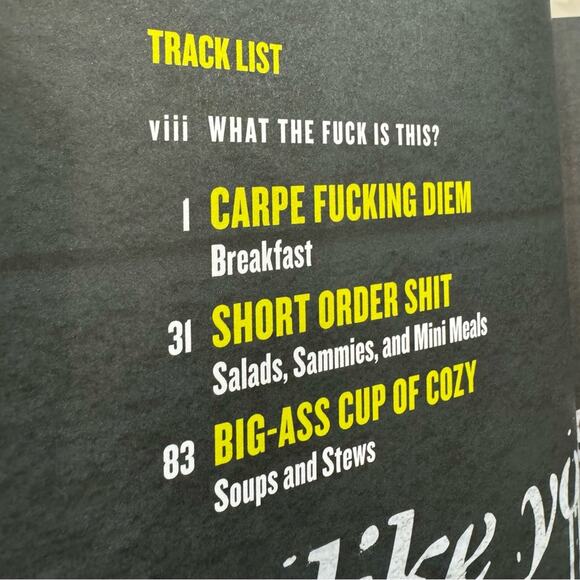 TRACK LIST
viii WHAT THE FUCK IS THIS?
1 CARPE FUCKING DIEM
Breakfast
31 SHORT ORDER SHIT
Salads, Sammies, and Mini Meals
83 BIG-ASS CUP OF COZY
Soups and Stews
like